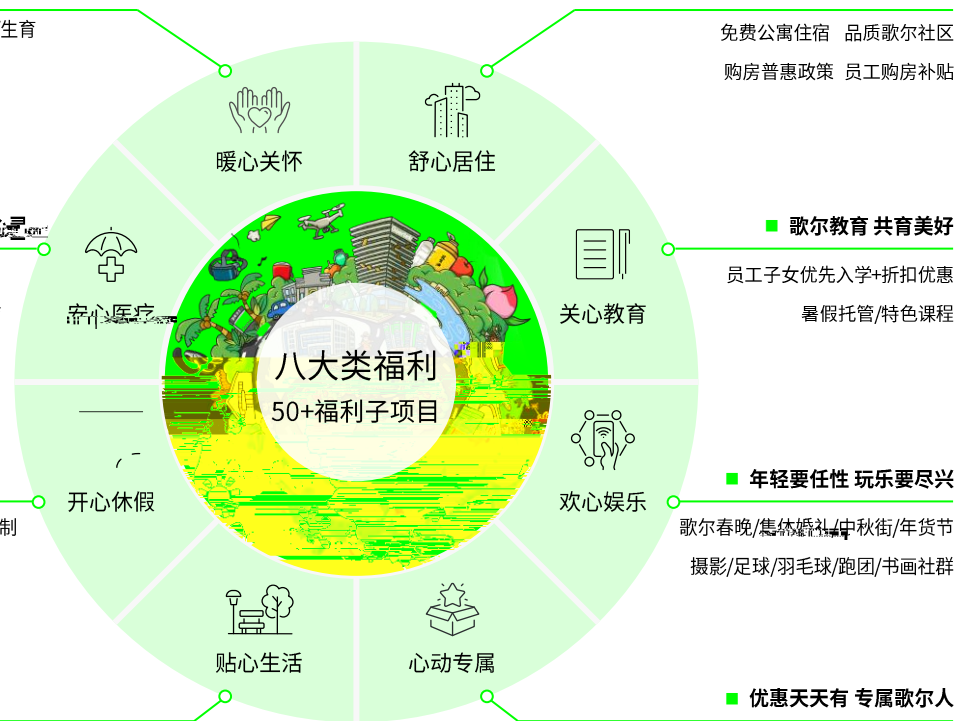 /生育
免费公寓住宿 品质歌尔社区
购房普惠政策 员工购房补贴
暖心关怀
舒心居住
歌尔教育 共育美好
员工子女优先入学+折扣优惠
暑假托管/特色课程
安心医疗
关心教育
八大类福利
50+福利子项目
年轻要任性 玩乐要尽兴
开心休假
欢心娱乐
制
歌尔春晚/集体婚礼/中秋街/年货节
摄影/足球/羽毛球/跑团/书画社群
贴心生活
心动专属
优惠天天有 专属歌尔人